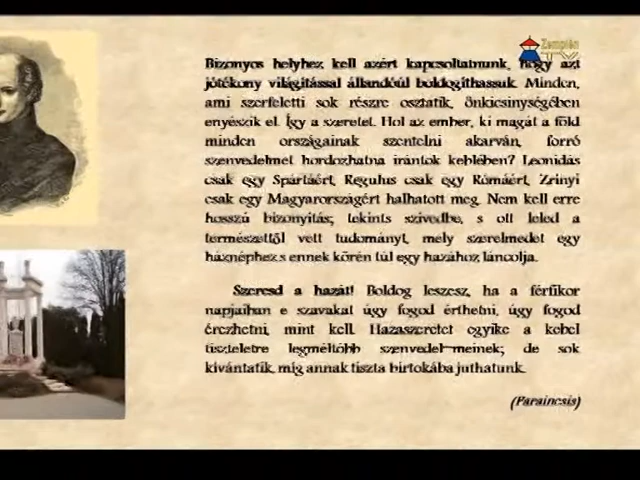 Zemplén
TV
Bizonyos helyhez kell azért kapcsoltatnunk, hogy azt
jótékony világítással állandóúl boldogíthassuk. Minden,
ami szerfeletti sok részre osztatik, önkicsinységében
enyészik el. Így a szeretet. Hol az ember, ki magát a föld
minden országainak szentelni akarván, forró
szenvedelmet hordozhatna irántok keblében? Leonidás
csak egy Spártáért, Regulus csak egy Rómáért, Zrínyi
csak egy Magyarországért halhatott meg. Nem kell erre
hosszú bizonyítás; tekints szívedbe, s ott leled a
természettől vett tudományt, mely szerelmedet egy
háznéphez s ennek körén túl egy hazához láncolja.
Szeresd a hazát! Boldog leszesz, ha a férfikor
napjaiban e szavakat úgy fogod érthetni, úgy fogod
érezhetni, mint kell. Hazaszeretet egyike a kebel
tiszteletre legméltóbb szenvedelmeinek; de sok
kívántatik, míg annak tiszta birtokába juthatunk.
(Parainesis)